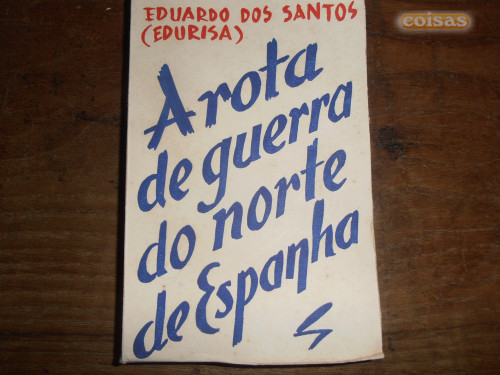 coisas
EDUARDO DOS SANTOS
(EDURISA)
A rota
de guerra
do norte
de Espanha